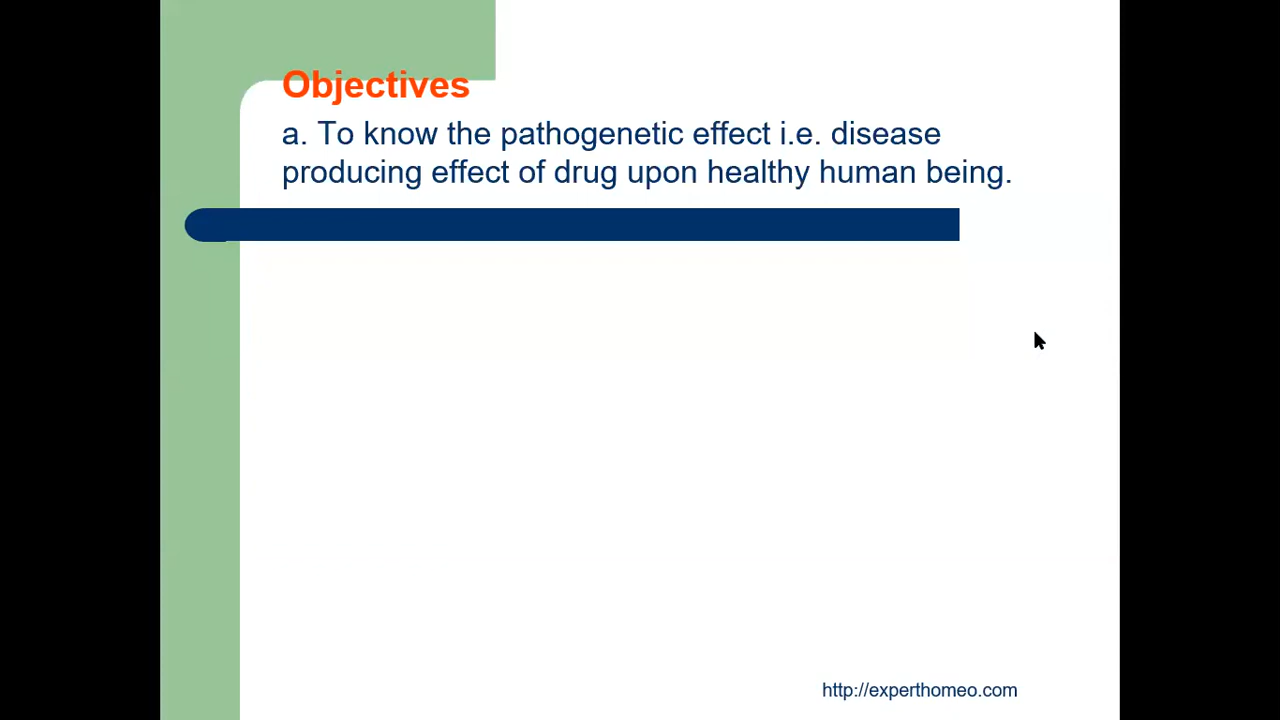 Objectives
a. To know the pathogenetic effect i.e. disease
producing effect of drug upon healthy human being.
http://experthomeo.com